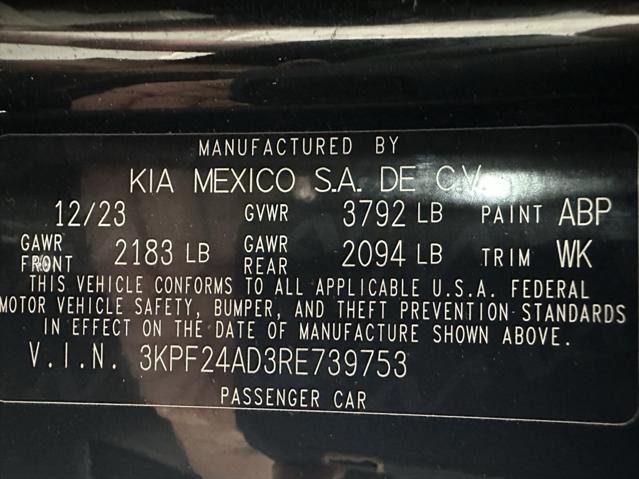 MANUFACTURED BY
KIA MEXICO S.A. DE C.V.
12/23 GVWR 3792 LB PAINT ABP
GAWR FRONT 2183 LB GAWR REAR 2094 LB TRIM WK
THIS VEHICLE CONFORMS TO ALL APPLICABLE U.S.A. FEDERAL
MOTOR VEHICLE SAFETY, BUMPER, AND THEFT PREVENTION STANDARDS
IN EFFECT ON THE DATE OF MANUFACTURE SHOWN ABOVE.
V.I.N. 3KPF24AD3RE739753
PASSENGER CAR